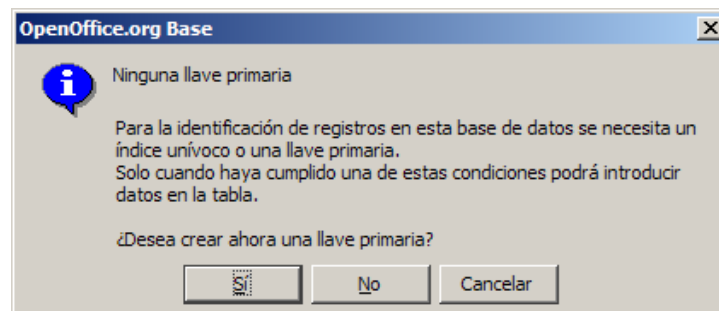 OpenOffice.org Base
Ninguna llave primaria
Para la identificación de registros en esta base de datos se necesita un
índice unívoco o una llave primaria.
Solo cuando haya cumplido una de estas condiciones podrá introducir
datos en la tabla.
¿Desea crear ahora una llave primaria?
Sí No Cancelar